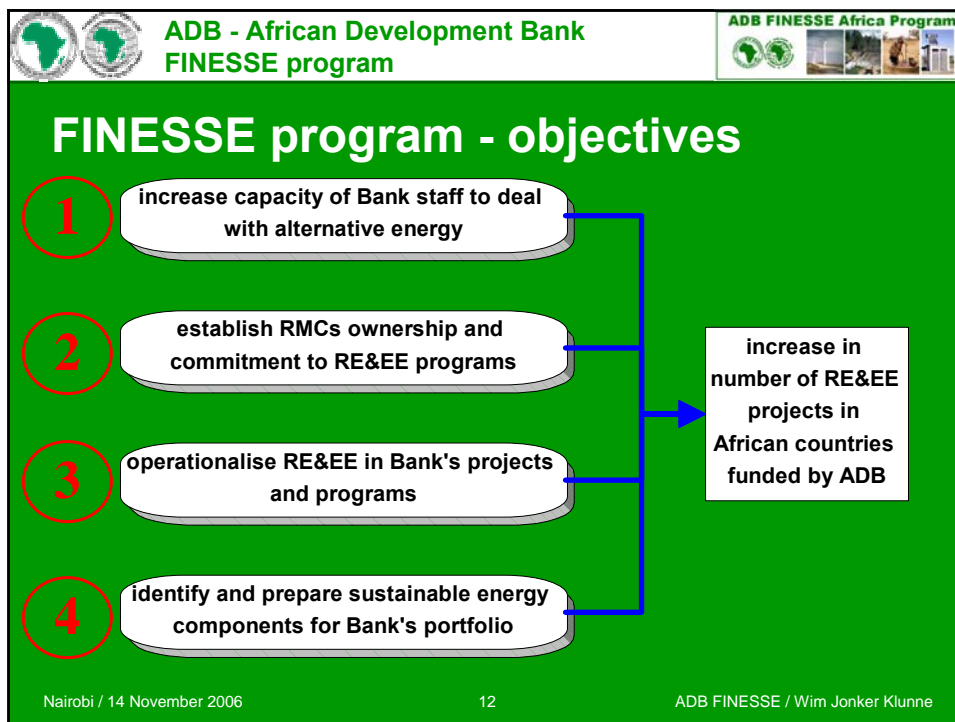 ADB - African Development Bank
FINESSE program
ADB FINESSE Africa Program
FINESSE program - objectives
1
increase capacity of Bank staff to deal
with alternative energy
2
establish RMCs ownership and
commitment to RE&EE programs
3
operationalise RE&EE in Bank's projects
and programs
4
identify and prepare sustainable energy
components for Bank's portfolio
increase in
number of RE&EE
projects in
African countries
funded by ADB
Nairobi / 14 November 2006
12
ADB FINESSE / Wim Jonker Klunne